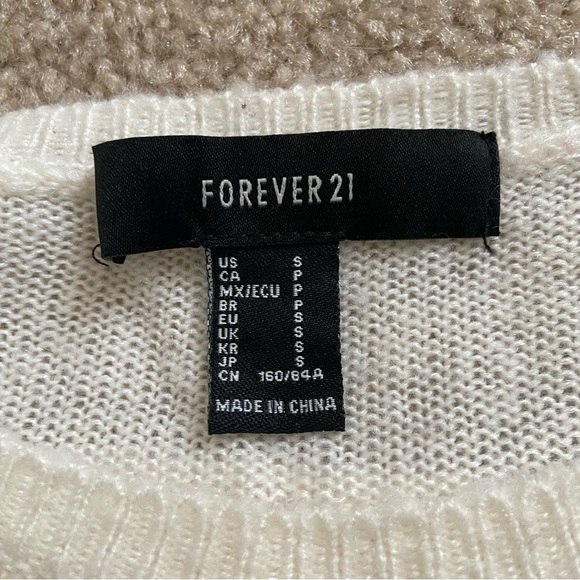 FOREVER 21
US S
CA P
MX/ECU P
BR P
EU S
UK S
KR S
JP S
CN 160/84A
MADE IN CHINA